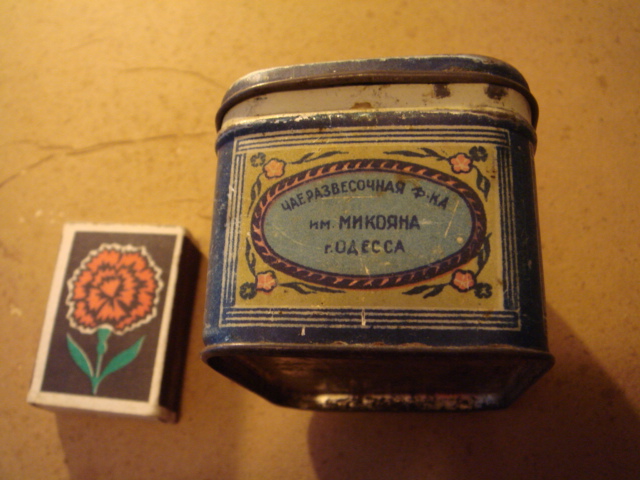 ЧАЕРАЗВЕСОЧНАЯ Ф-КА
им. МИКОЯНА
г. ОДЕССА